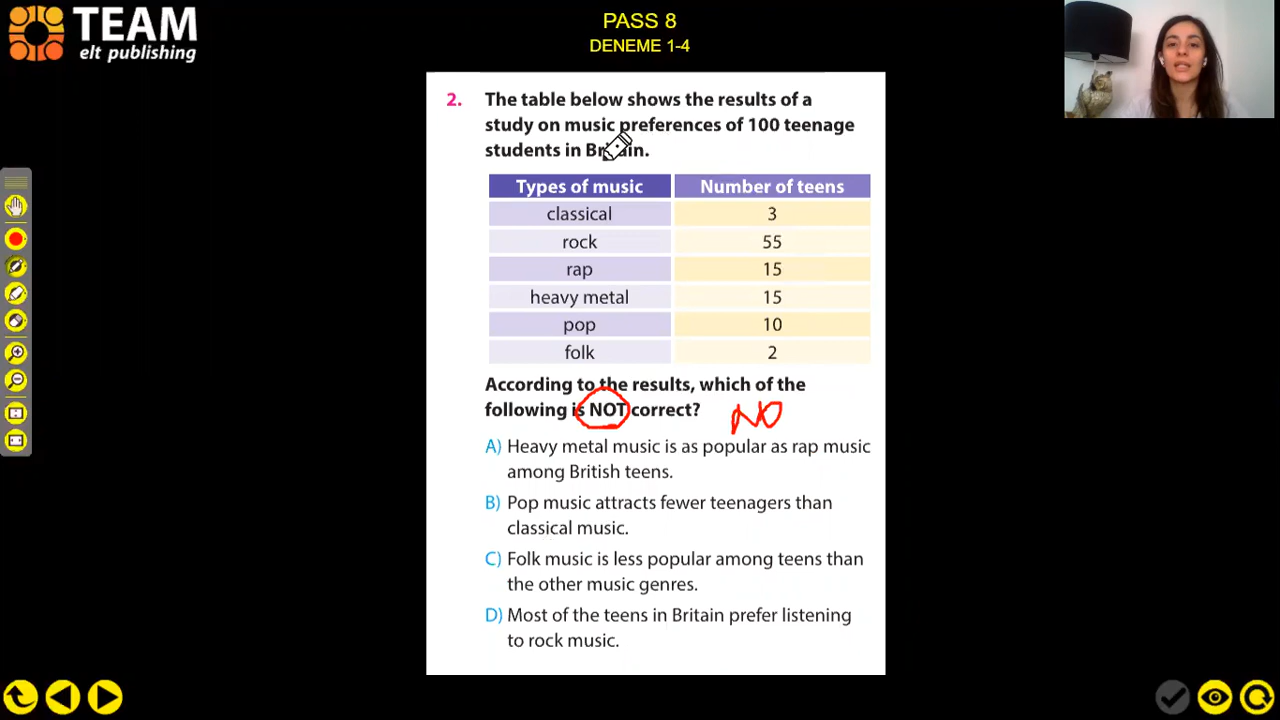 TEAM
elt publishing
PASS 8
DENEME 1-4
2. The table below shows the results of a
study on music preferences of 100 teenage
students in Britain.
Types of music Number of teens
classical 3
rock 55
rap 15
heavy metal 15
pop 10
folk 2
According to the results, which of the
following is NOT correct? NO
A) Heavy metal music is as popular as rap music
among British teens.
B) Pop music attracts fewer teenagers than
classical music.
C) Folk music is less popular among teens than
the other music genres.
D) Most of the teens in Britain prefer listening
to rock music.